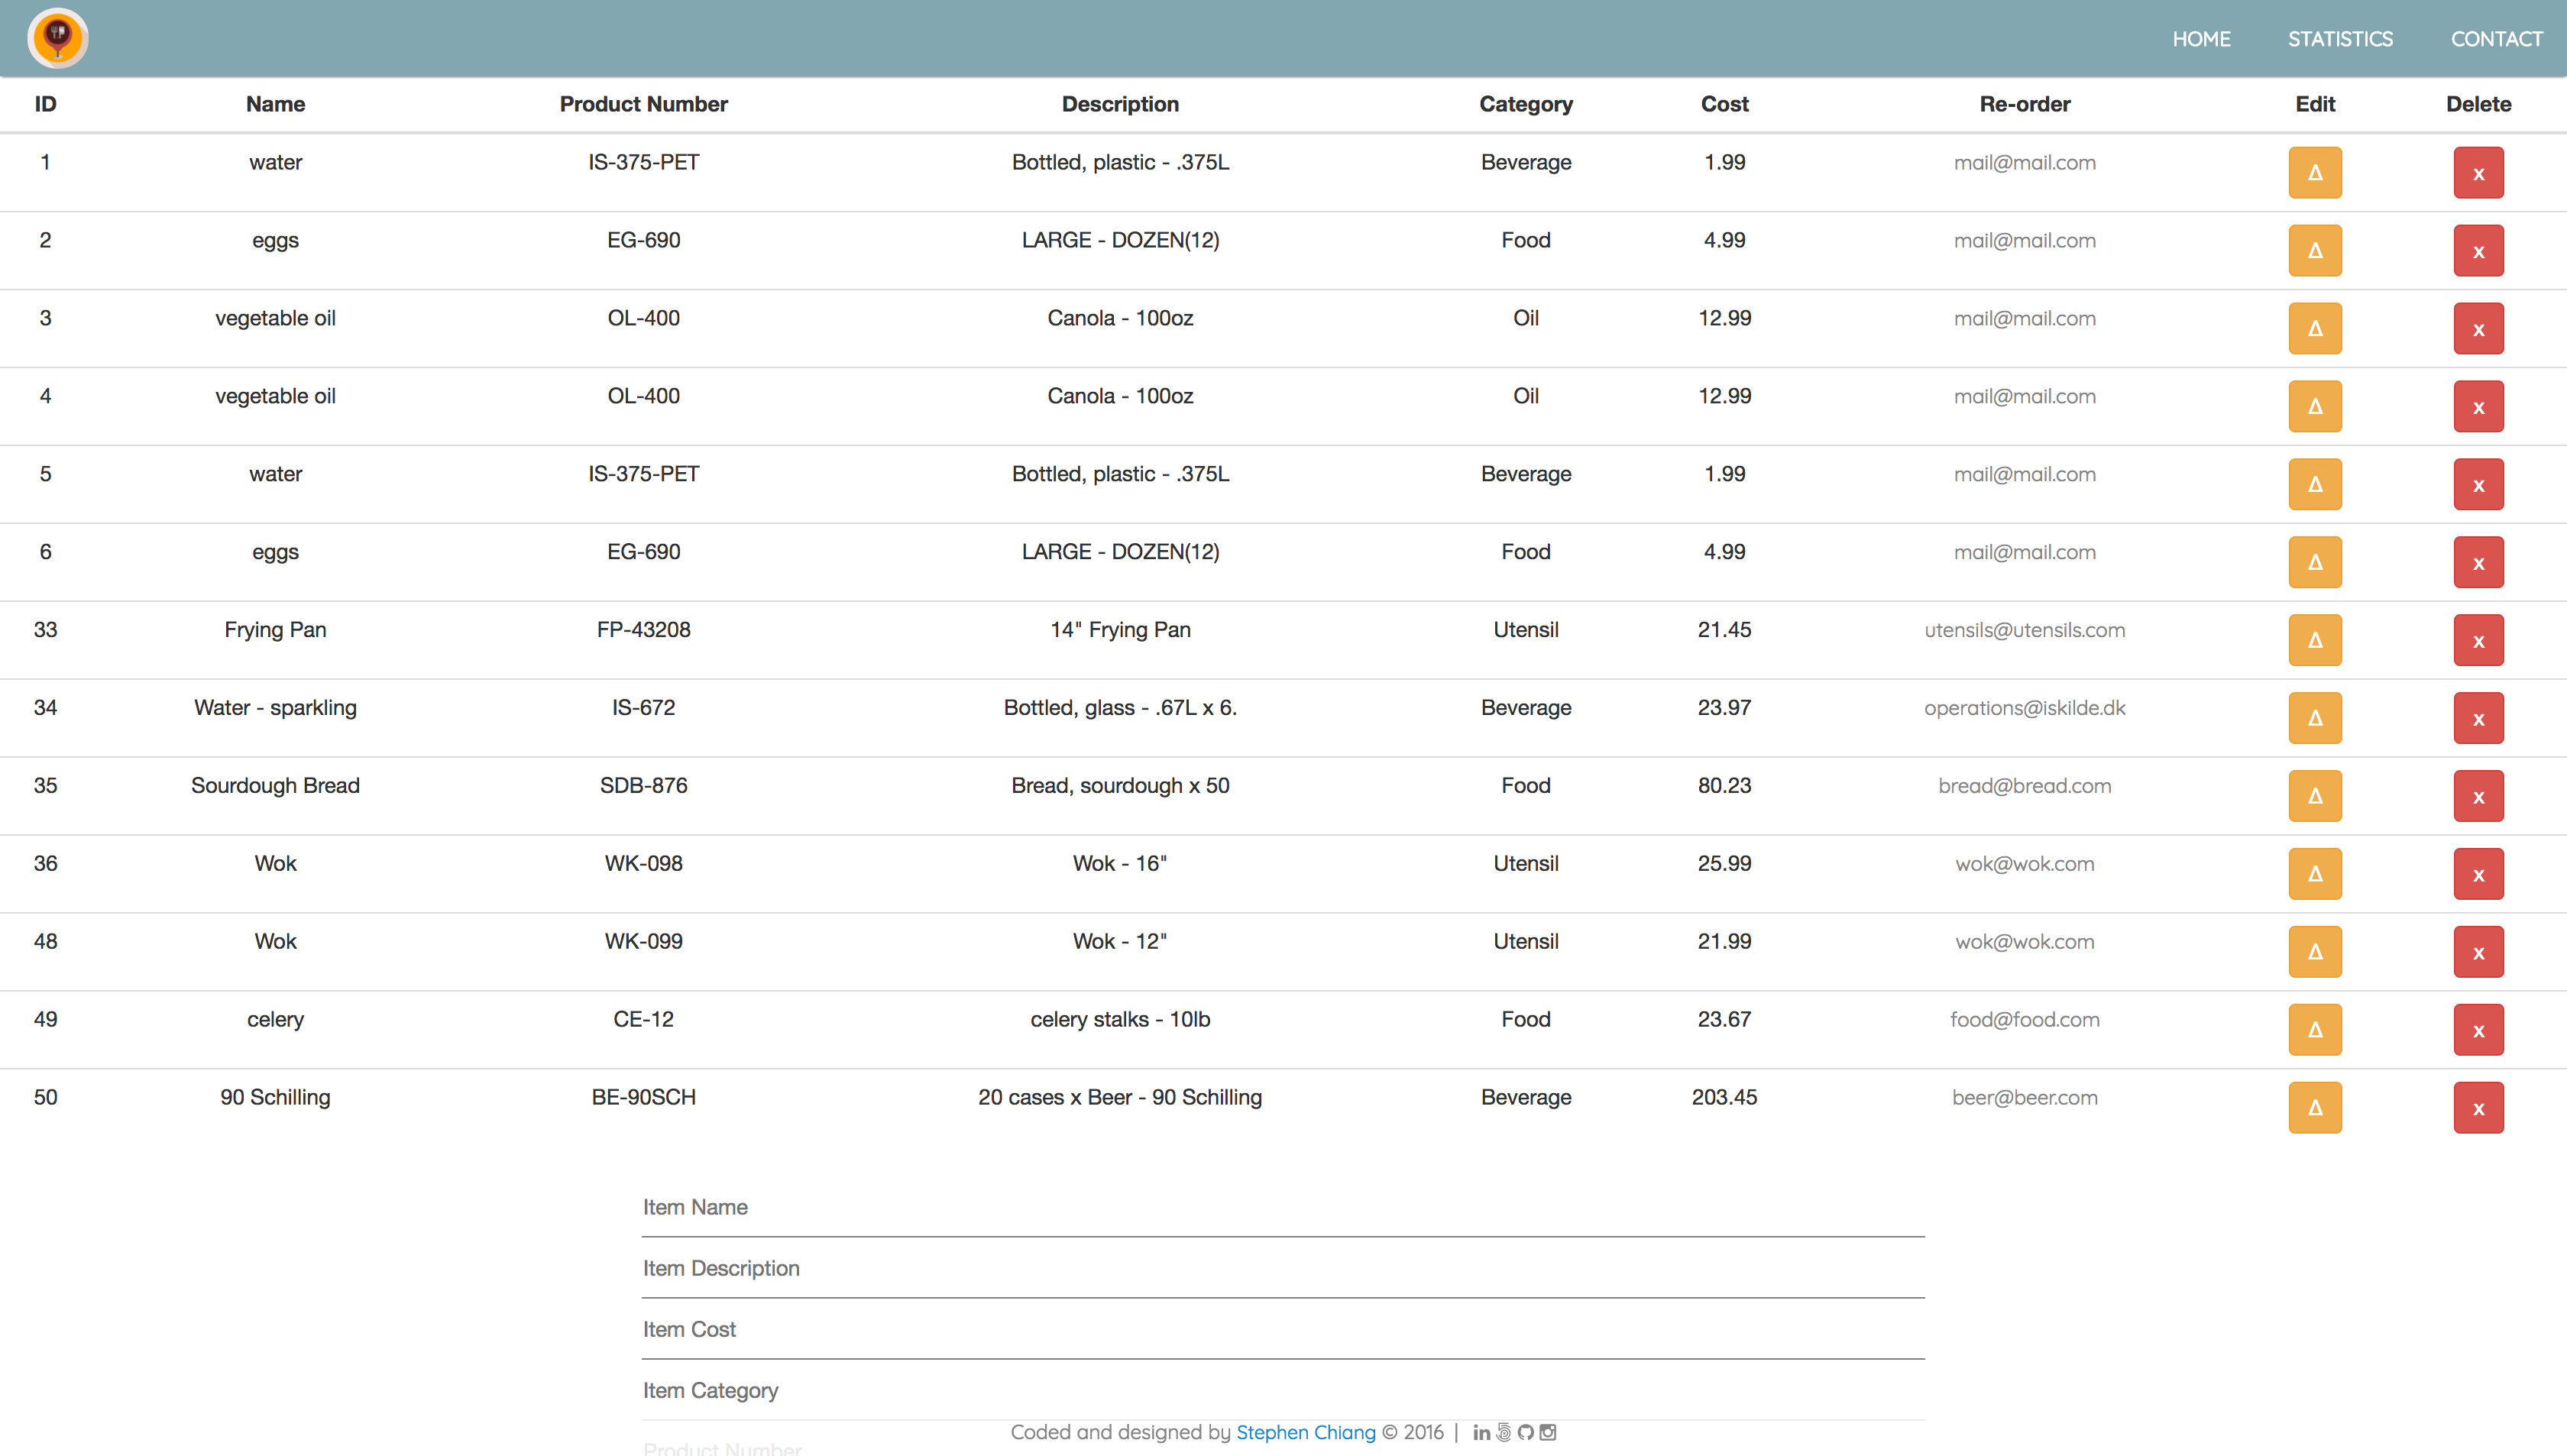 HOME STATISTICS CONTACT
ID Name Product Number Description Category Cost Re-order Edit Delete
1 water IS-375-PET Bottled, plastic - .375L Beverage 1.99 mail@mail.com Δ x
2 eggs EG-690 LARGE - DOZEN(12) Food 4.99 mail@mail.com Δ x
3 vegetable oil OL-400 Canola - 100oz Oil 12.99 mail@mail.com Δ x
4 vegetable oil OL-400 Canola - 100oz Oil 12.99 mail@mail.com Δ x
5 water IS-375-PET Bottled, plastic - .375L Beverage 1.99 mail@mail.com Δ x
6 eggs EG-690 LARGE - DOZEN(12) Food 4.99 mail@mail.com Δ x
33 Frying Pan FP-43208 14" Frying Pan Utensil 21.45 utensils@utensils.com Δ x
34 Water - sparkling IS-672 Bottled, glass - .67L x 6. Beverage 23.97 operations@iskilde.dk Δ x
35 Sourdough Bread SDB-876 Bread, sourdough x 50 Food 80.23 bread@bread.com Δ x
36 Wok WK-098 Wok - 16" Utensil 25.99 wok@wok.com Δ x
48 Wok WK-099 Wok - 12" Utensil 21.99 wok@wok.com Δ x
49 celery CE-12 celery stalks - 10lb Food 23.67 food@food.com Δ x
50 90 Schilling BE-90SCH 20 cases x Beer - 90 Schilling Beverage 203.45 beer@beer.com Δ x
Item Name
Item Description
Item Cost
Item Category
Coded and designed by Stephen Chiang © 2016 | in
Product Number